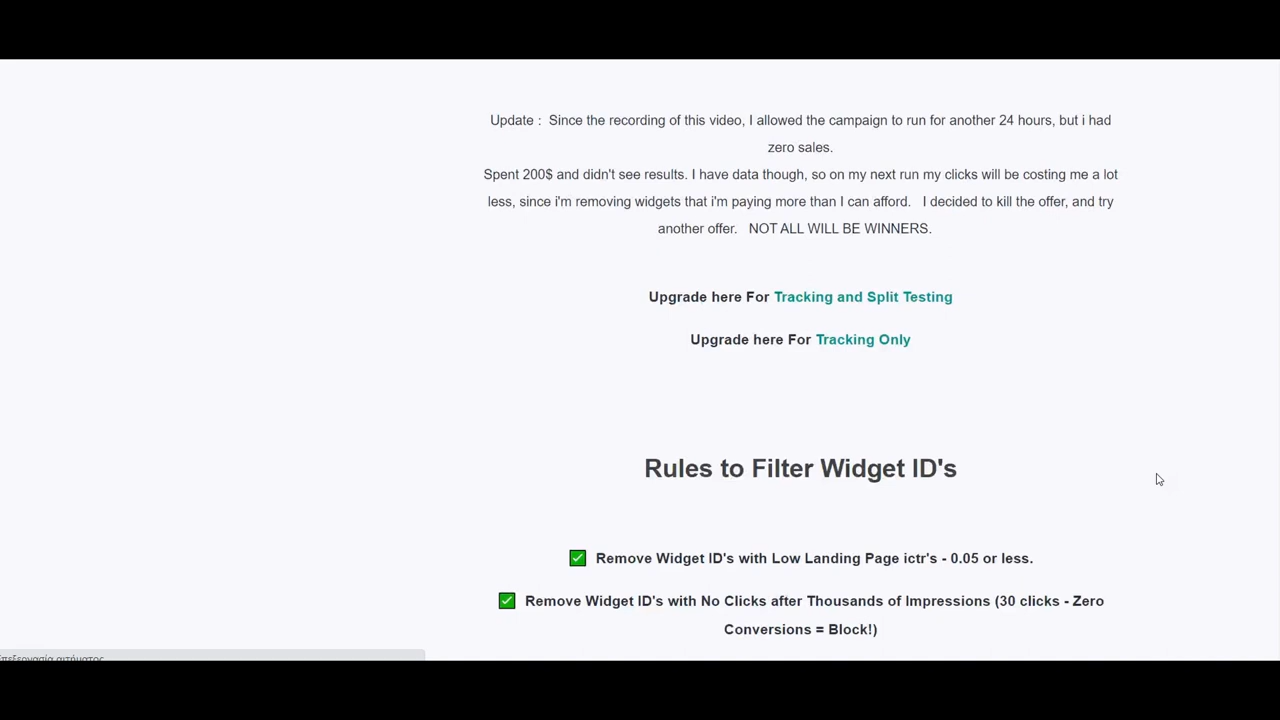 Update :  Since the recording of this video, I allowed the campaign to run for another 24 hours, but i had
zero sales.
Spent 200$ and didn't see results. I have data though, so on my next run my clicks will be costing me a lot
less, since i'm removing widgets that i'm paying more than I can afford.   I decided to kill the offer, and try
another offer.   NOT ALL WILL BE WINNERS.
Upgrade here For Tracking and Split Testing
Upgrade here For Tracking Only
Rules to Filter Widget ID's
✅ Remove Widget ID's with Low Landing Page ictr's - 0.05 or less.
✅ Remove Widget ID's with No Clicks after Thousands of Impressions (30 clicks - Zero
Conversions = Block!)
αιτήματος